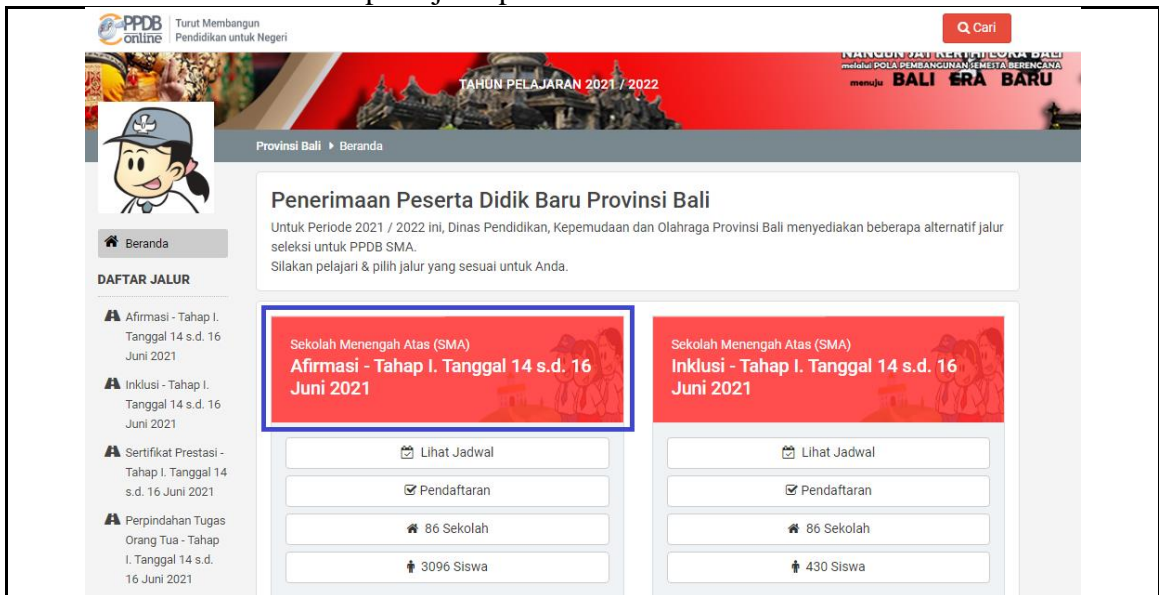 PPDB
online
Turut Membangun
Pendidikan untuk Negeri
Cari
TAHUN PELAJARAN 2021 / 2022
melalui POLA PEMBANGUNAN SEMESTA BERENCANA
menuju BALI ERA BARU
Provinsi Bali Beranda
Beranda
DAFTAR JALUR
Afirmasi - Tahap I.
Tanggal 14 s.d. 16
Juni 2021
Inklusi - Tahap I.
Tanggal 14 s.d. 16
Juni 2021
Sertifikat Prestasi -
Tahap I. Tanggal 14
s.d. 16 Juni 2021
Perpindahan Tugas
Orang Tua - Tahap
I. Tanggal 14 s.d.
16 Juni 2021
Penerimaan Peserta Didik Baru Provinsi Bali
Untuk Periode 2021 / 2022 ini, Dinas Pendidikan, Kepemudaan dan Olahraga Provinsi Bali menyediakan beberapa alternatif jalur
seleksi untuk PPDB SMA.
Silakan pelajari & pilih jalur yang sesuai untuk Anda.
Sekolah Menengah Atas (SMA)
Afirmasi - Tahap I. Tanggal 14 s.d. 16
Juni 2021
Lihat Jadwal
Pendaftaran
86 Sekolah
3096 Siswa
Sekolah Menengah Atas (SMA)
Inklusi - Tahap I. Tanggal 14 s.d. 16
Juni 2021
Lihat Jadwal
Pendaftaran
86 Sekolah
430 Siswa